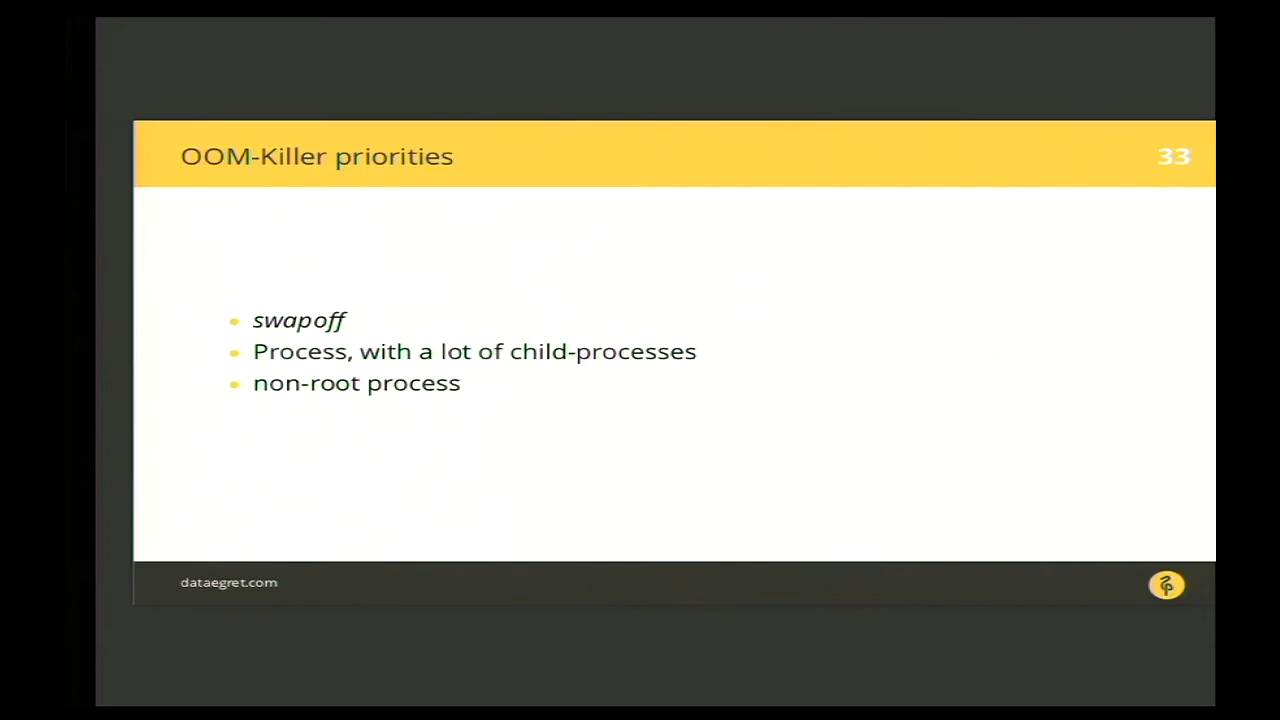 OOM-Killer priorities
33
swapoff
Process, with a lot of child-processes
non-root process
dataegret.com